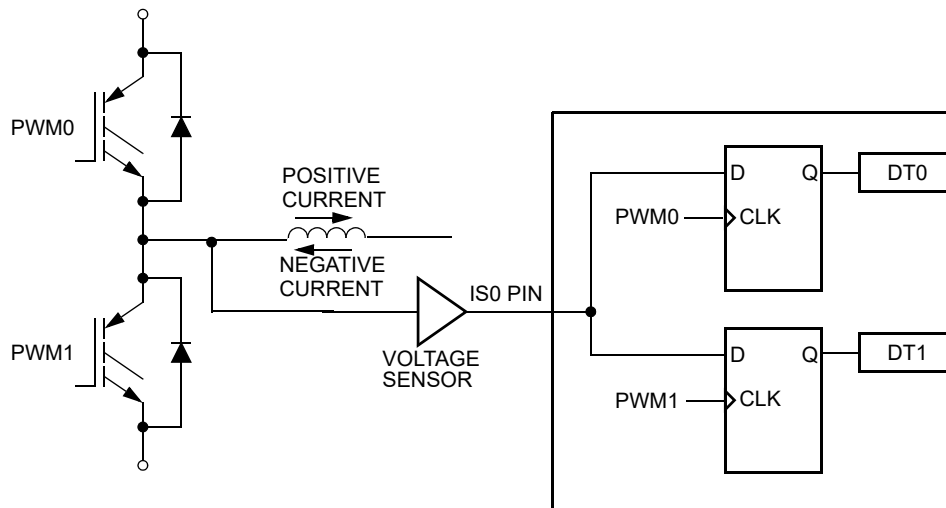 PWM0
POSITIVE
CURRENT
NEGATIVE
CURRENT
PWM1
VOLTAGE
SENSOR
IS0 PIN
D
Q
DT0
PWM0
CLK
D
Q
DT1
PWM1
CLK